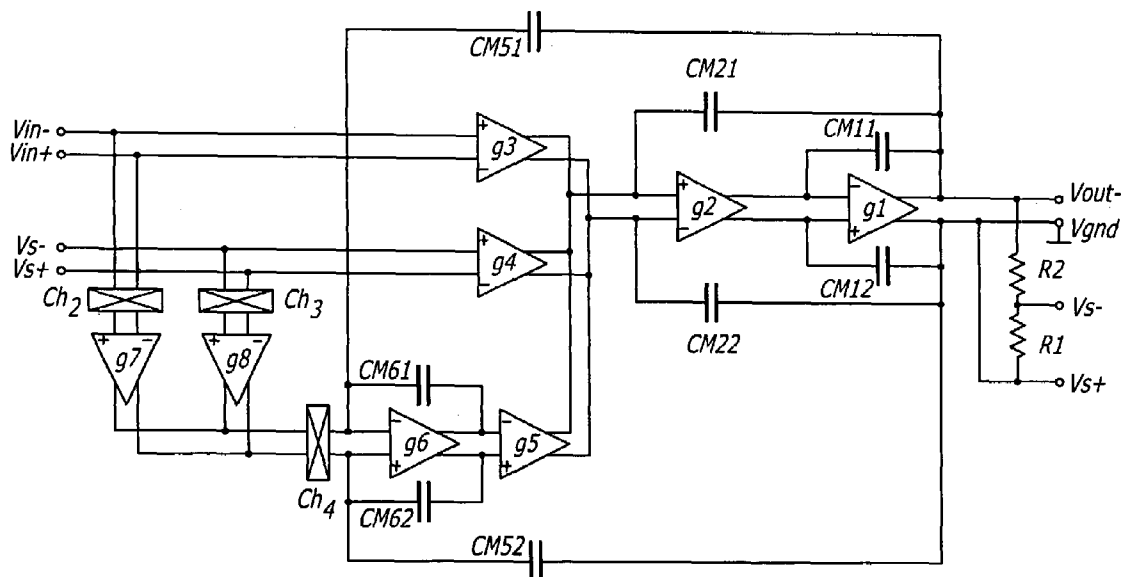 CM51
CM21
Vin-
Vin+
+
-
g3
CM11
+
-
g2
-
+
g1
Vout-
Vgnd
Vs-
Vs+
+
-
g4
CM12
R2
Ch2
Ch3
CM22
Vs-
R1
+ -
g7
+ -
g8
CM61
Vs+
-
+
g6
-
+
g5
Ch4
CM62
CM52